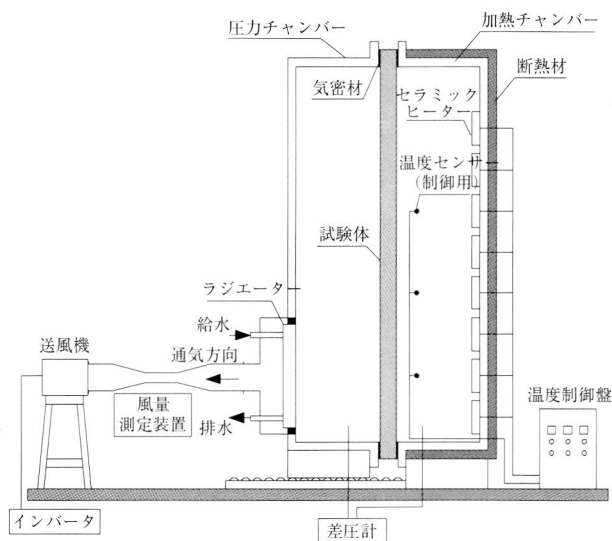 圧力チャンバー
加熱チャンバー
断熱材
気密材
セラミック
ヒーター
温度センサ
(制御用)
試験体
ラジエータ
給水
送風機
通気方向
風量
測定装置
排水
温度制御盤
インバータ
差圧計